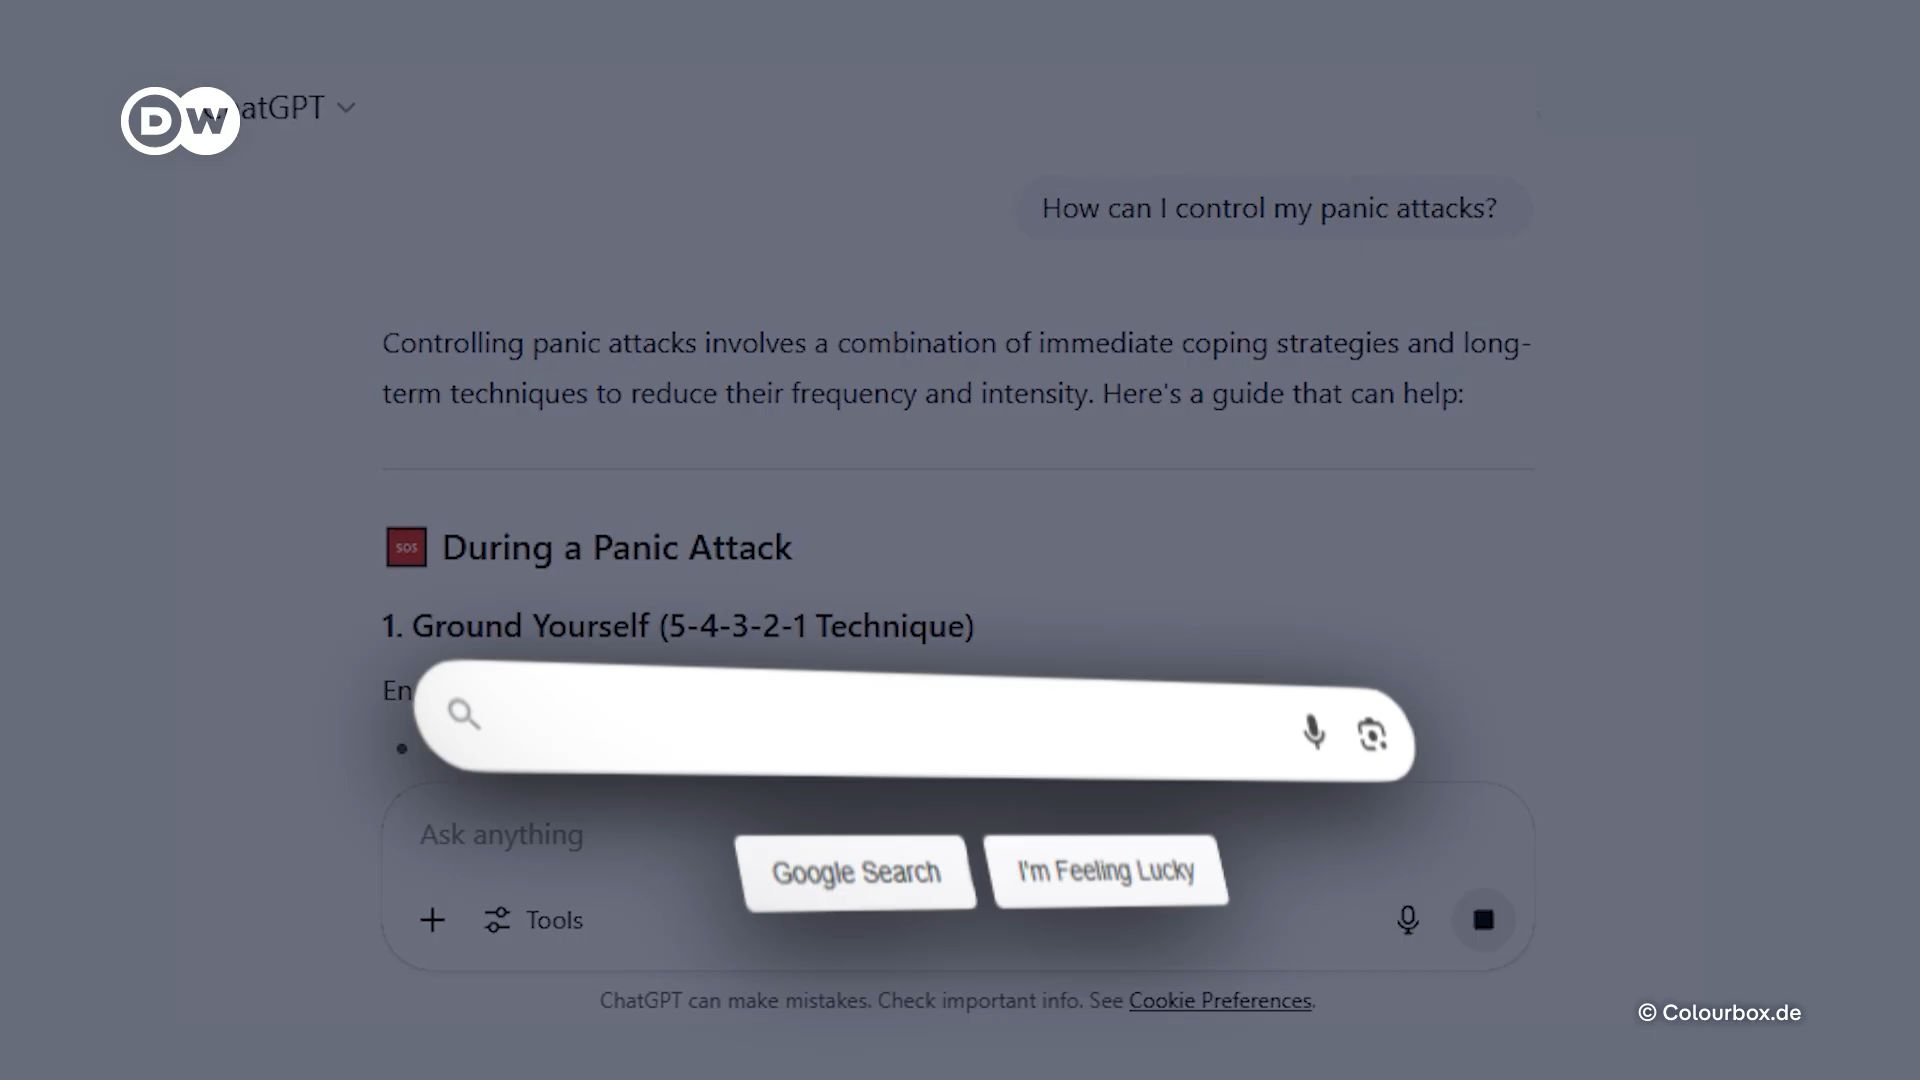 DW
atGPT
How can I control my panic attacks?
Controlling panic attacks involves a combination of immediate coping strategies and long-
term techniques to reduce their frequency and intensity. Here's a guide that can help:
SOS During a Panic Attack
1. Ground Yourself (5-4-3-2-1 Technique)
En
Ask anything
Google Search
I'm Feeling Lucky
Tools
ChatGPT can make mistakes. Check important info. See Cookie Preferences.
© Colourbox.de